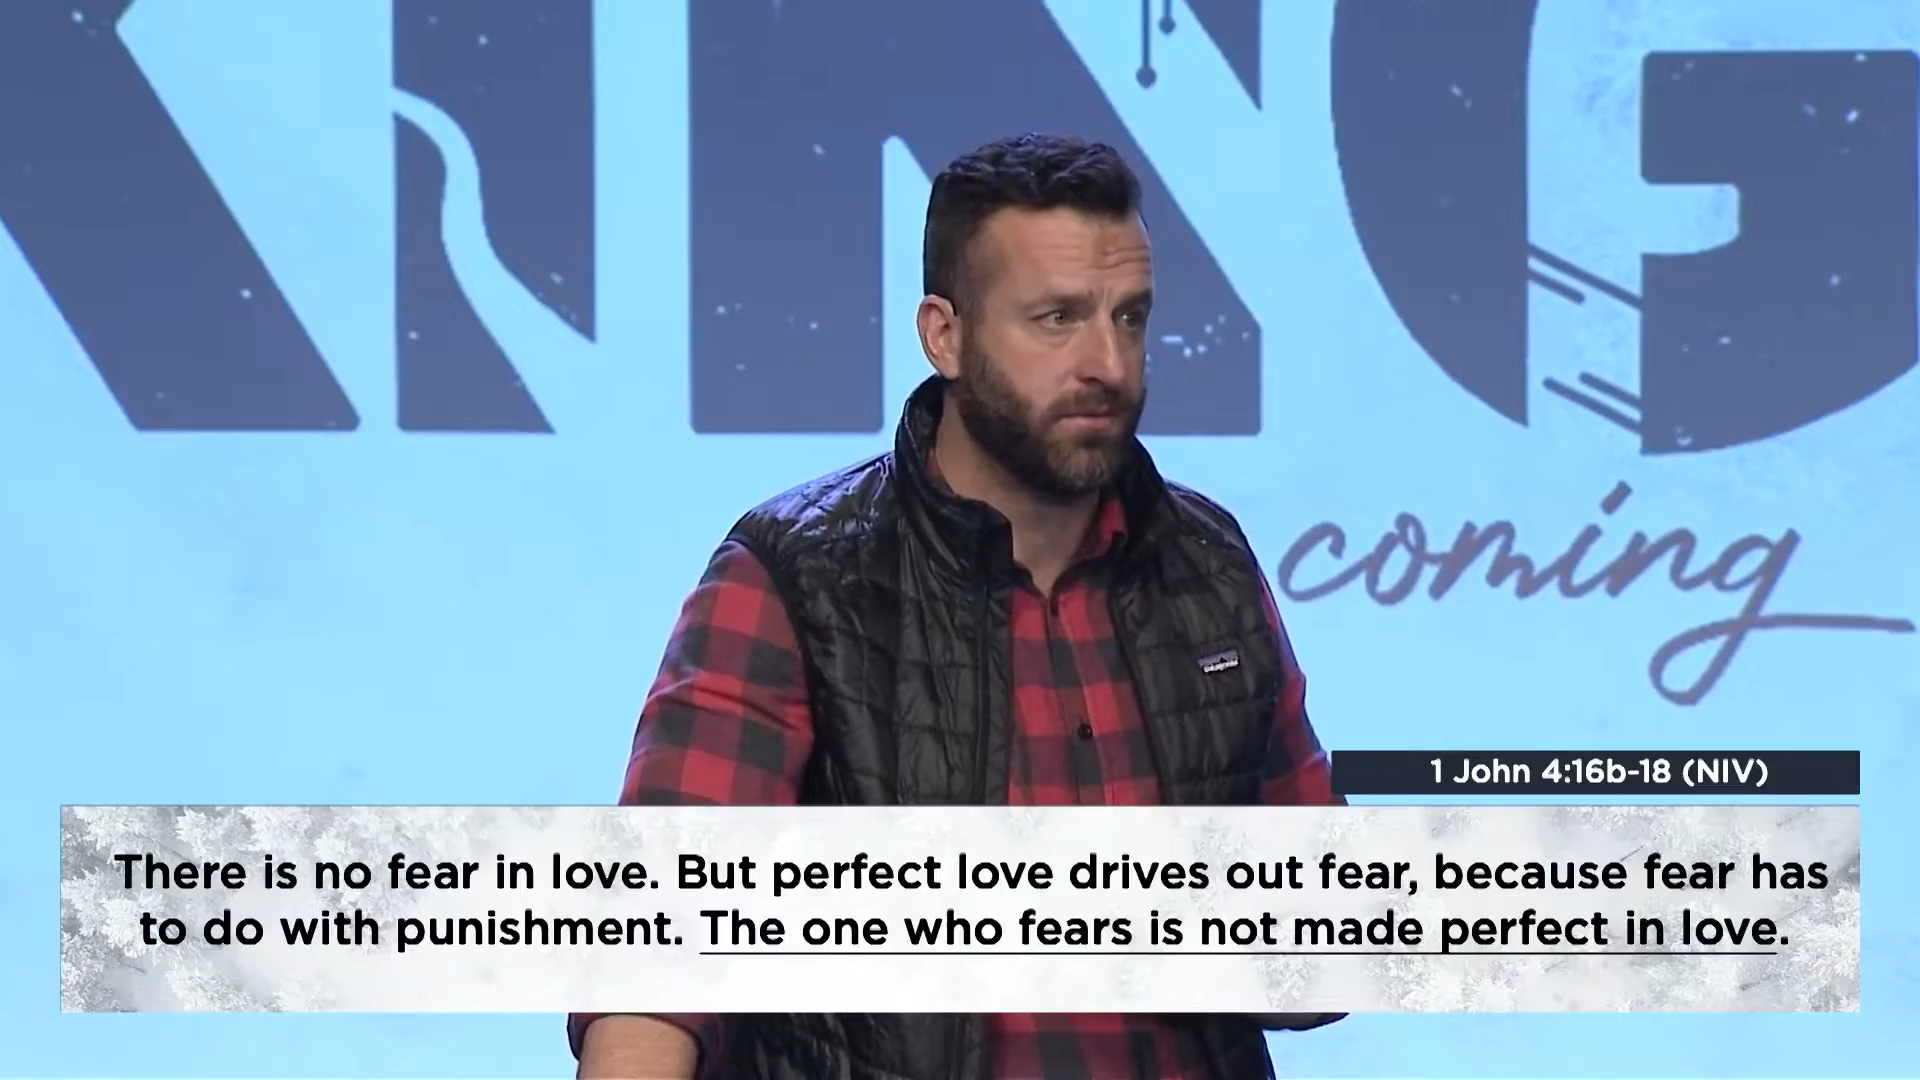 KING
coming
1 John 4:16b-18 (NIV)
There is no fear in love. But perfect love drives out fear, because fear has
to do with punishment. The one who fears is not made perfect in love.